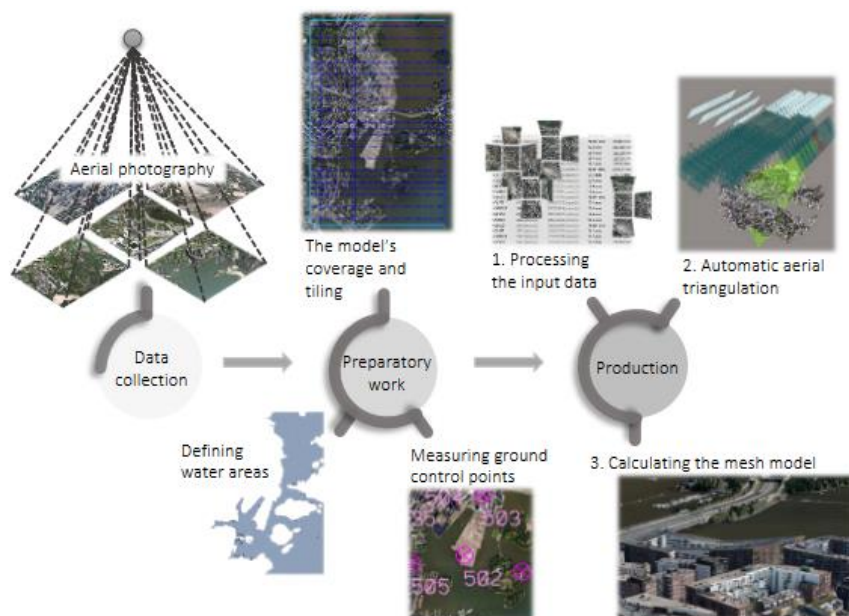 Aerial photography
The model's
coverage and
tiling
1. Processing
the input data
2. Automatic aerial
triangulation
Data
collection
Preparatory
work
Production
Defining
water areas
Measuring ground
control points
503
502
505
3. Calculating the mesh model